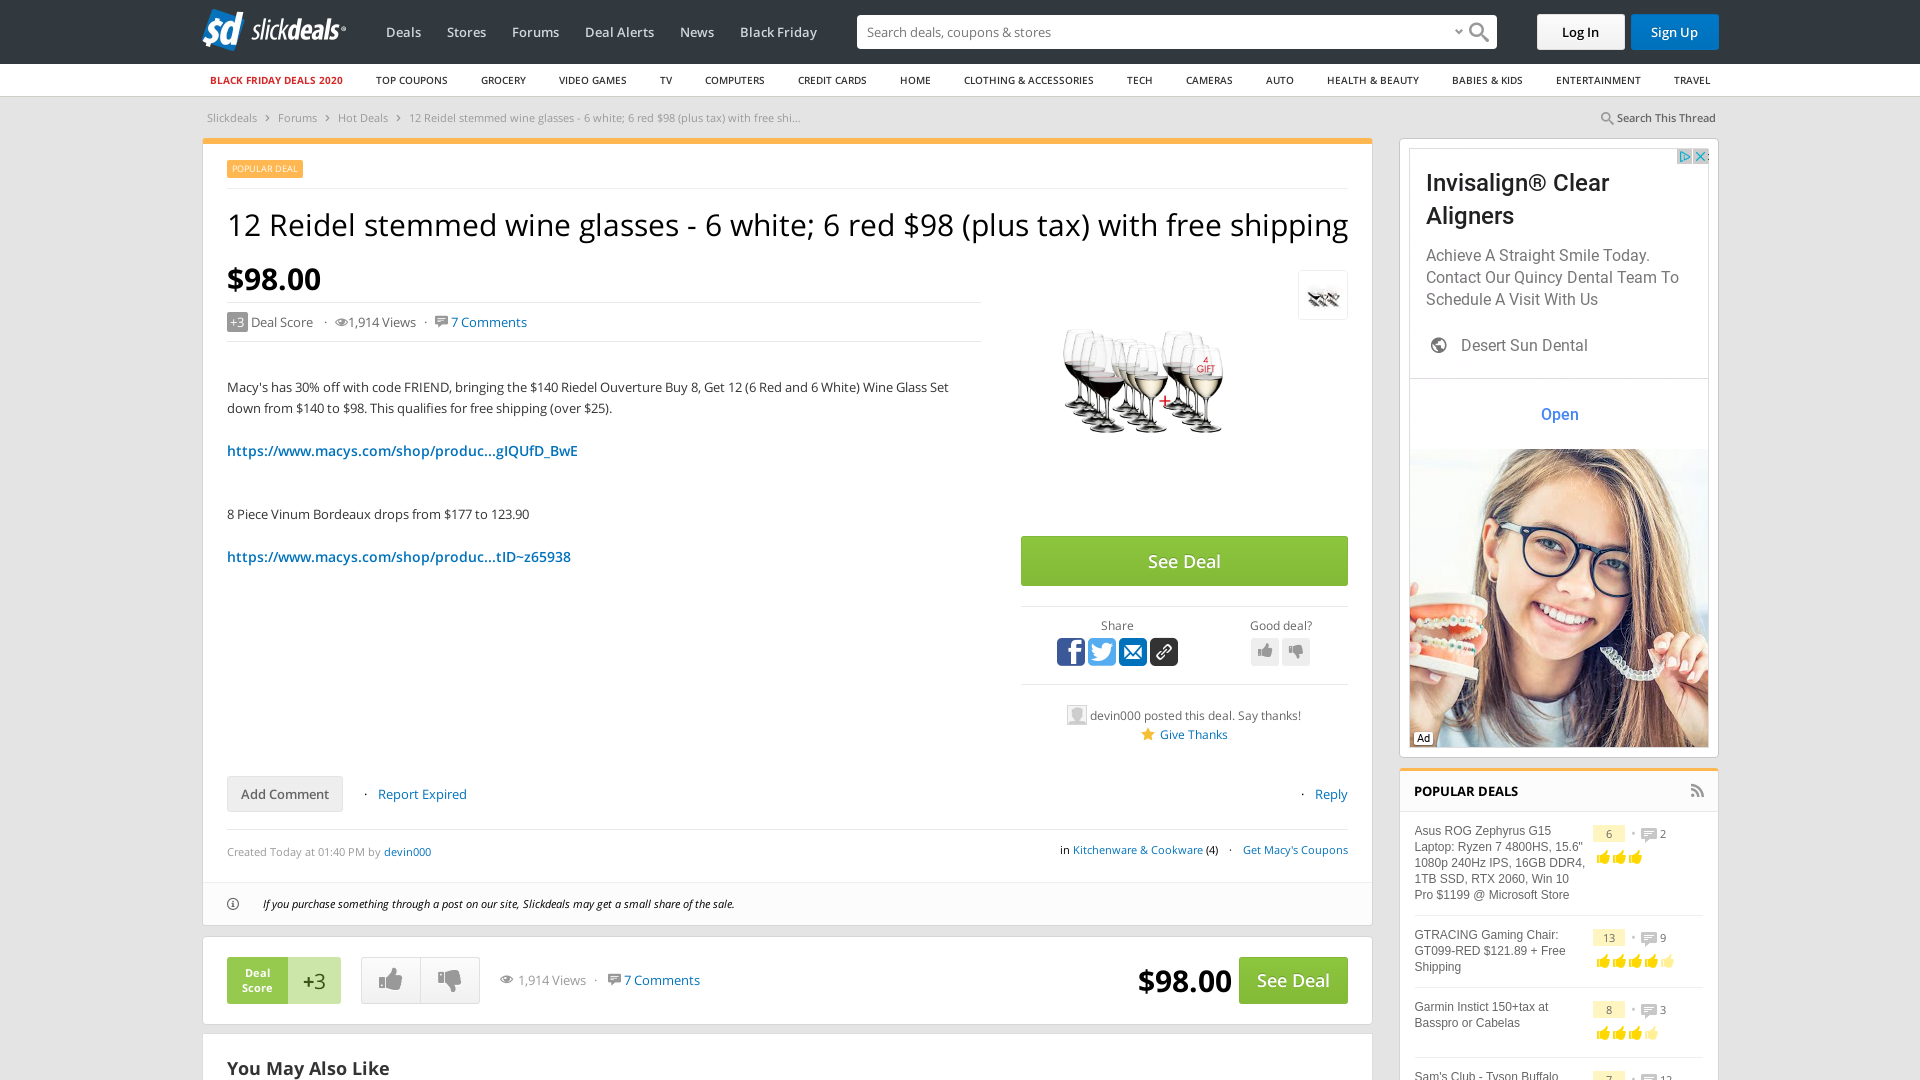 slickdeals
Deals
Stores
Forums
Deal Alerts
News
Black Friday
Search deals, coupons & stores
Log In
Sign Up
BLACK FRIDAY DEALS 2020
TOP COUPONS
GROCERY
VIDEO GAMES
TV
COMPUTERS
CREDIT CARDS
HOME
CLOTHING & ACCESSORIES
TECH
CAMERAS
AUTO
HEALTH & BEAUTY
BABIES & KIDS
ENTERTAINMENT
TRAVEL
Slickdeals › Forums › Hot Deals › 12 Reidel stemmed wine glasses - 6 white; 6 red $98 (plus tax) with free shi...
Search This Thread
POPULAR DEAL
12 Reidel stemmed wine glasses - 6 white; 6 red $98 (plus tax) with free shipping
$98.00
+3 Deal Score · 1,914 Views · 7 Comments
Macy's has 30% off with code FRIEND, bringing the $140 Riedel Ouverture Buy 8, Get 12 (6 Red and 6 White) Wine Glass Set
down from $140 to $98. This qualifies for free shipping (over $25).
https://www.macys.com/shop/produc...gIQUfD_BwE
8 Piece Vinum Bordeaux drops from $177 to 123.90
https://www.macys.com/shop/produc...tID~z65938
4
GIFT
+
See Deal
Share
Good deal?
devin000 posted this deal. Say thanks!
Give Thanks
Add Comment
· Report Expired
· Reply
Created Today at 01:40 PM by devin000
in Kitchenware & Cookware (4) · Get Macy's Coupons
If you purchase something through a post on our site, Slickdeals may get a small share of the sale.
Deal
Score
+3
1,914 Views · 7 Comments
$98.00
See Deal
You May Also Like
Invisalign® Clear
Aligners
Achieve A Straight Smile Today.
Contact Our Quincy Dental Team To
Schedule A Visit With Us
Desert Sun Dental
Open
Ad
POPULAR DEALS
Asus ROG Zephyrus G15
Laptop: Ryzen 7 4800HS, 15.6"
1080p 240Hz IPS, 16GB DDR4,
1TB SSD, RTX 2060, Win 10
Pro $1199 @ Microsoft Store
6 · 2
GTRACING Gaming Chair:
GT099-RED $121.89 + Free
Shipping
13 · 9
Garmin Instict 150+tax at
Basspro or Cabelas
8 · 3
Sam's Club - Tyson Buffalo
7 · 12